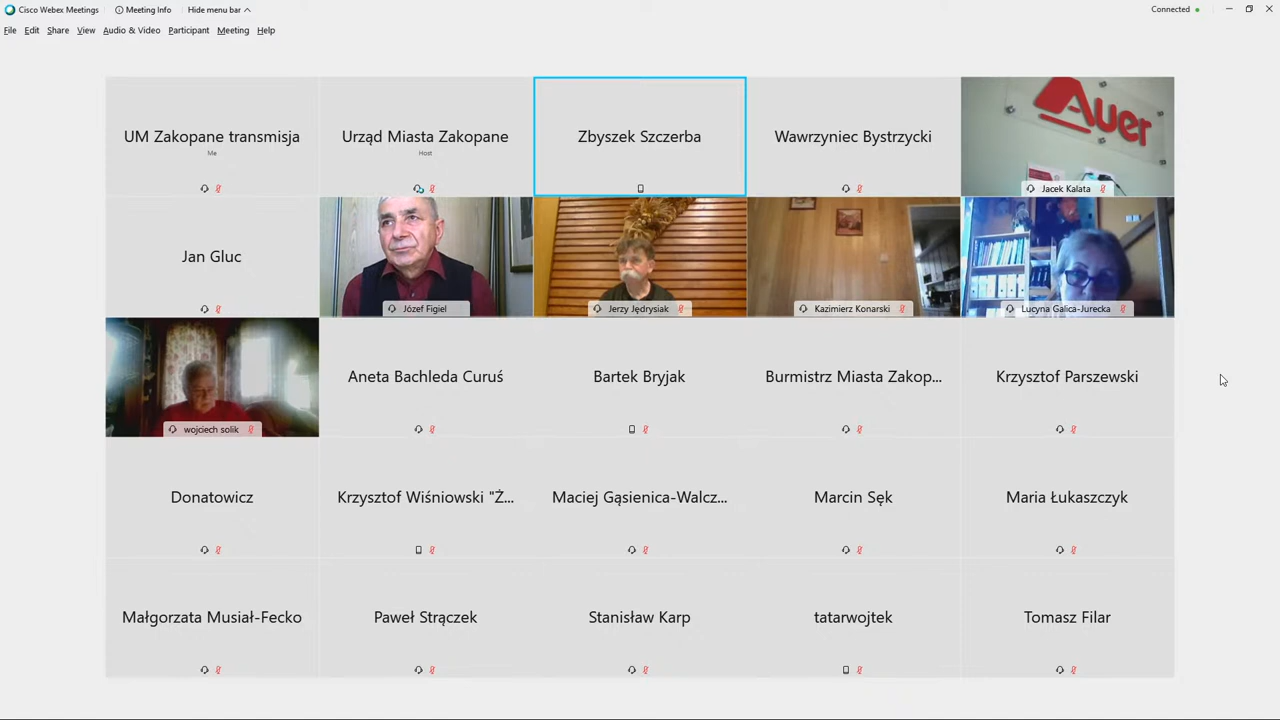 Cisco Webex Meetings
Meeting Info
Hide menu bar
Connected
File Edit Share View Audio & Video Participant Meeting Help
UM Zakopane transmisja
Me
Urząd Miasta Zakopane
Host
Zbyszek Szczerba
Wawrzyniec Bystrzycki
Auer
Jacek Kalata
Jan Gluc
Józef Figiel
Jerzy Jędrysiak
Kazimierz Konarski
Lucyna Galica-Jurecka
wojciech solik
Aneta Bachleda Curuś
Bartek Bryjak
Burmistrz Miasta Zakop...
Krzysztof Parszewski
Donatowicz
Krzysztof Wiśniowski "Ż...
Maciej Gąsienica-Walcz...
Marcin Sęk
Maria Łukaszczyk
Małgorzata Musiał-Fecko
Paweł Strączek
Stanisław Karp
tatarwojtek
Tomasz Filar